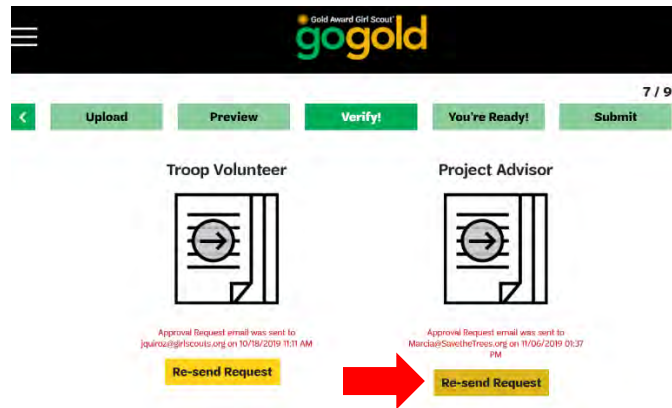 Gold Award Girl Scout
gogold
7 / 9
< Upload Preview Verify! You're Ready! Submit
Troop Volunteer
Project Advisor
Approval Request email was sent to
jquiroz@girlscouts.org on 10/18/2019 11:11 AM
Re-send Request
Approval Request email was sent to
Marcia@SavetheTrees.org on 11/06/2019 01:37
PM
Re-send Request